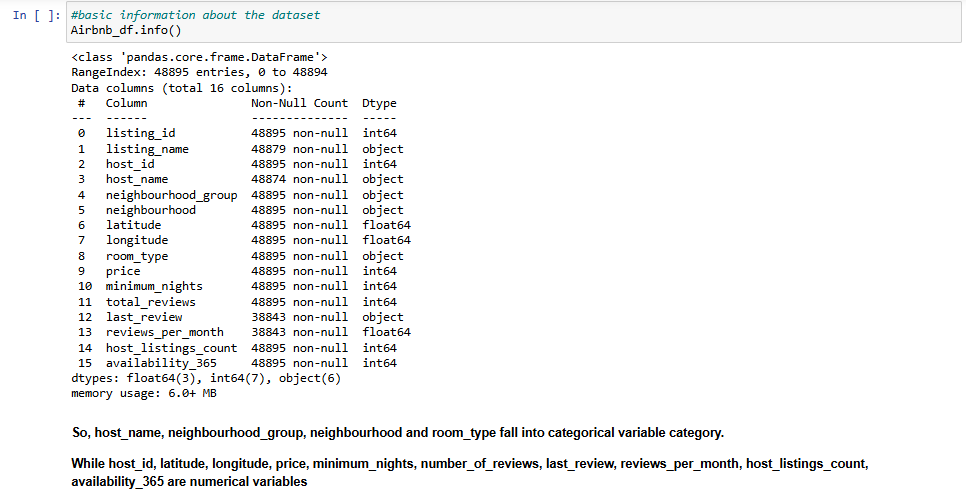 In [ ]: #basic information about the dataset
Airbnb_df.info()
<class 'pandas.core.frame.DataFrame'>
RangeIndex: 48895 entries, 0 to 48894
Data columns (total 16 columns):
#   Column   Non-Null Count   Dtype
---  ------  --------------  -----
0   listing_id   48895 non-null   int64
1   listing_name   48879 non-null   object
2   host_id   48895 non-null   int64
3   host_name   48874 non-null   object
4   neighbourhood_group   48895 non-null   object
5   neighbourhood   48895 non-null   object
6   latitude   48895 non-null   float64
7   longitude   48895 non-null   float64
8   room_type   48895 non-null   object
9   price   48895 non-null   int64
10   minimum_nights   48895 non-null   int64
11   total_reviews   48895 non-null   int64
12   last_review   38843 non-null   object
13   reviews_per_month   38843 non-null   float64
14   host_listings_count   48895 non-null   int64
15   availability_365   48895 non-null   int64
dtypes: float64(3), int64(7), object(6)
memory usage: 6.0+ MB
So, host_name, neighbourhood_group, neighbourhood and room_type fall into categorical variable category.
While host_id, latitude, longitude, price, minimum_nights, number_of_reviews, last_review, reviews_per_month, host_listings_count,
availability_365 are numerical variables